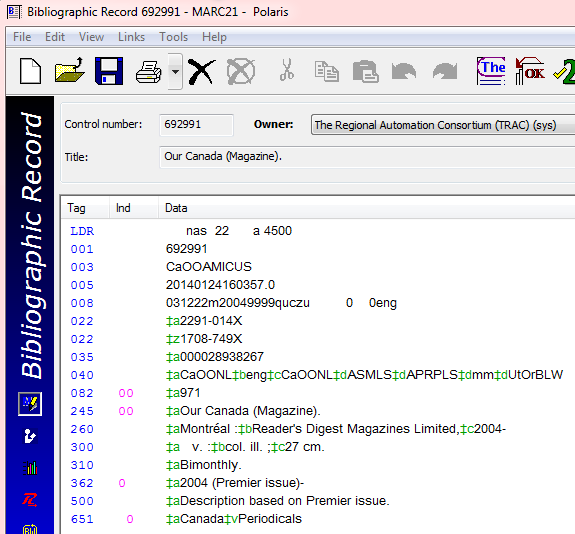 Bibliographic Record 692991 - MARC21 - Polaris
File Edit View Links Tools Help
The OK 2
Bibliographic Record
Control number: 692991 Owner: The Regional Automation Consortium (TRAC) (sys)
Title: Our Canada (Magazine).
Tag Ind Data
LDR nas 22 a 4500
001 692991
003 CaOOAMICUS
005 20140124160357.0
008 031222m20049999quczu 0 0eng
022 ‡a2291-014X
022 ‡z1708-749X
035 ‡a000028938267
040 ‡aCaOONL‡beng‡cCaOONL‡dASMLS‡dAPRPLS‡dmm‡dUtOrBLW
082 00 ‡a971
245 00 ‡aOur Canada (Magazine).
260 ‡aMontréal :‡bReader's Digest Magazines Limited,‡c2004-
300 ‡a v. :‡bcol. ill. ;‡c27 cm.
310 ‡aBimonthly.
362 0 ‡a2004 (Premier issue)-
500 ‡aDescription based on Premier issue.
651 0 ‡aCanada‡vPeriodicals